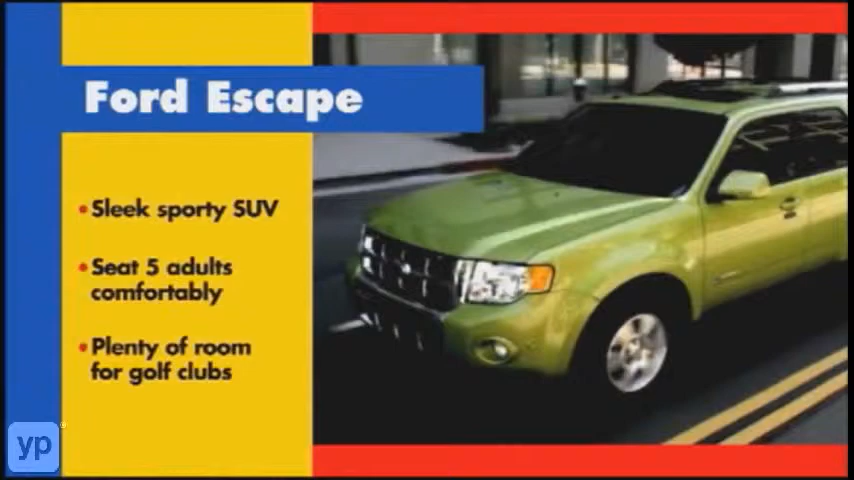 Ford Escape
•Sleek sporty SUV
•Seat 5 adults
comfortably
•Plenty of room
for golf clubs
yp